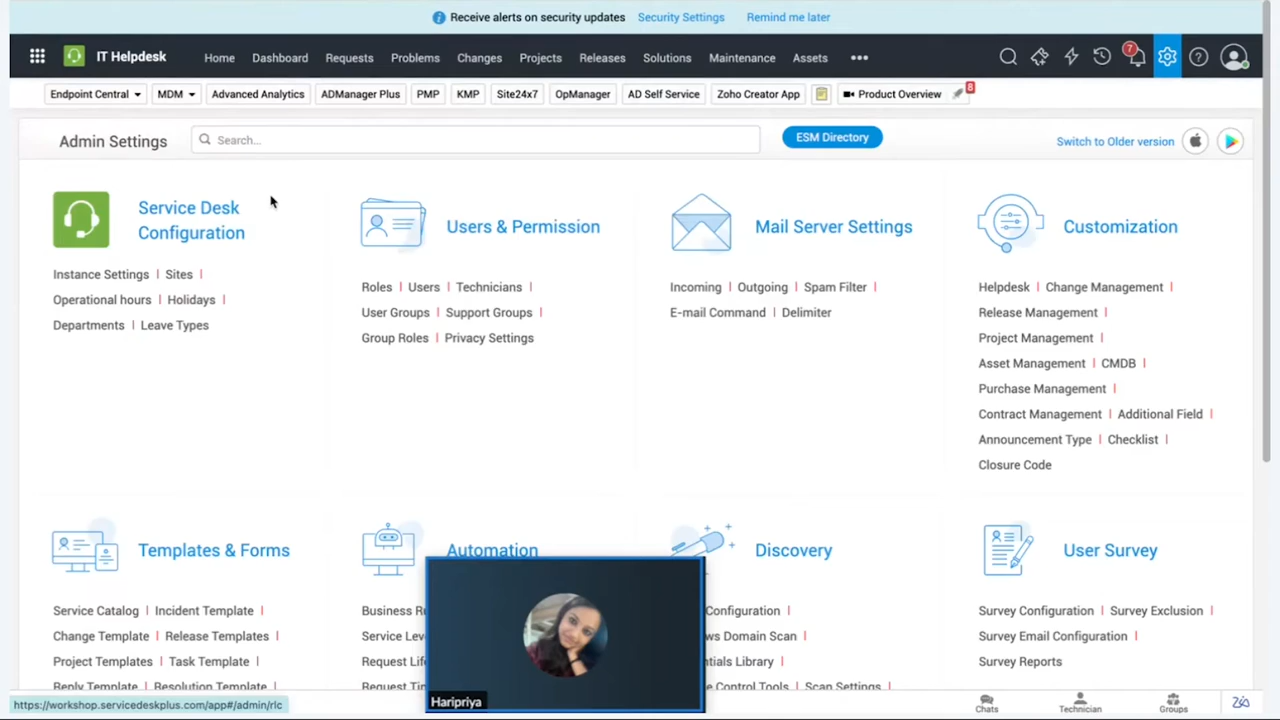 Receive alerts on security updates Security Settings Remind me later
IT Helpdesk Home Dashboard Requests Problems Changes Projects Releases Solutions Maintenance Assets 7
Endpoint Central MDM Advanced Analytics ADManager Plus PMP KMP Site24x7 OpManager AD Self Service Zoho Creator App Product Overview 8
Admin Settings Search... ESM Directory Switch to Older version
Service Desk
Configuration
Instance Settings | Sites |
Operational hours | Holidays |
Departments | Leave Types
Users & Permission
Roles | Users | Technicians |
User Groups | Support Groups |
Group Roles | Privacy Settings
Mail Server Settings
Incoming | Outgoing | Spam Filter |
E-mail Command | Delimiter
Customization
Helpdesk | Change Management |
Release Management |
Project Management |
Asset Management | CMDB |
Purchase Management |
Contract Management | Additional Field |
Announcement Type | Checklist |
Closure Code
Templates & Forms
Service Catalog | Incident Template |
Change Template | Release Templates |
Project Templates | Task Template |
Reply Template | Resolution Template |
Automation
Business Ru
Service Lev
Request Life
Request Tim
Discovery
Configuration |
ws Domain Scan |
ntials Library |
e Control Tools | Scan Settings |
User Survey
Survey Configuration | Survey Exclusion |
Survey Email Configuration |
Survey Reports
Haripriya
https://workshop.servicedeskplus.com/app#/admin/rlc
Chats Technician Groups